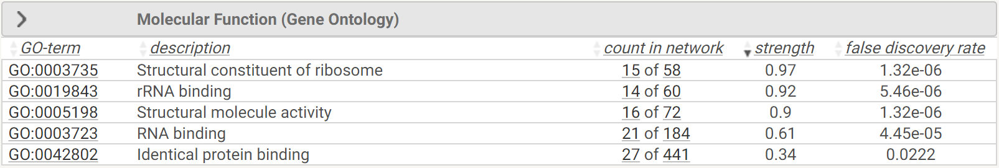 Molecular Function (Gene Ontology)
GO-term description count in network strength false discovery rate
GO:0003735 Structural constituent of ribosome 15 of 58 0.97 1.32e-06
GO:0019843 rRNA binding 14 of 60 0.92 5.46e-06
GO:0005198 Structural molecule activity 16 of 72 0.9 1.32e-06
GO:0003723 RNA binding 21 of 184 0.61 4.45e-05
GO:0042802 Identical protein binding 27 of 441 0.34 0.0222